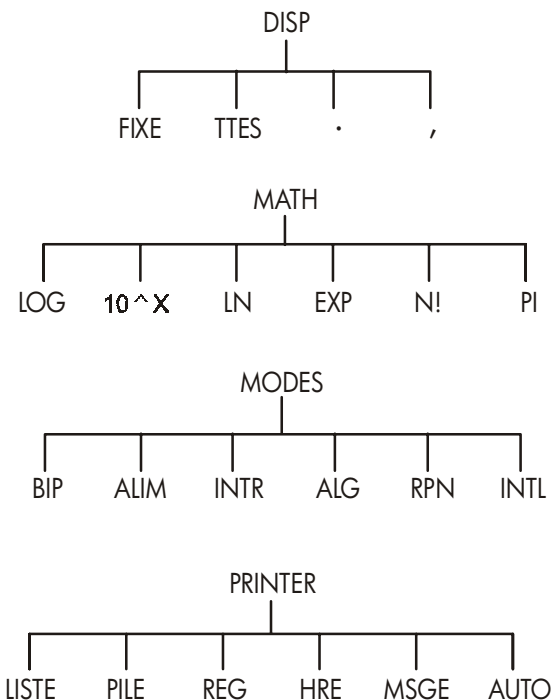 DISP
FIXE TTES . ,
MATH
LOG 10^X LN EXP N! PI
MODES
BIP ALIM INTR ALG RPN INTL
PRINTER
LISTE PILE REG HRE MSGE AUTO